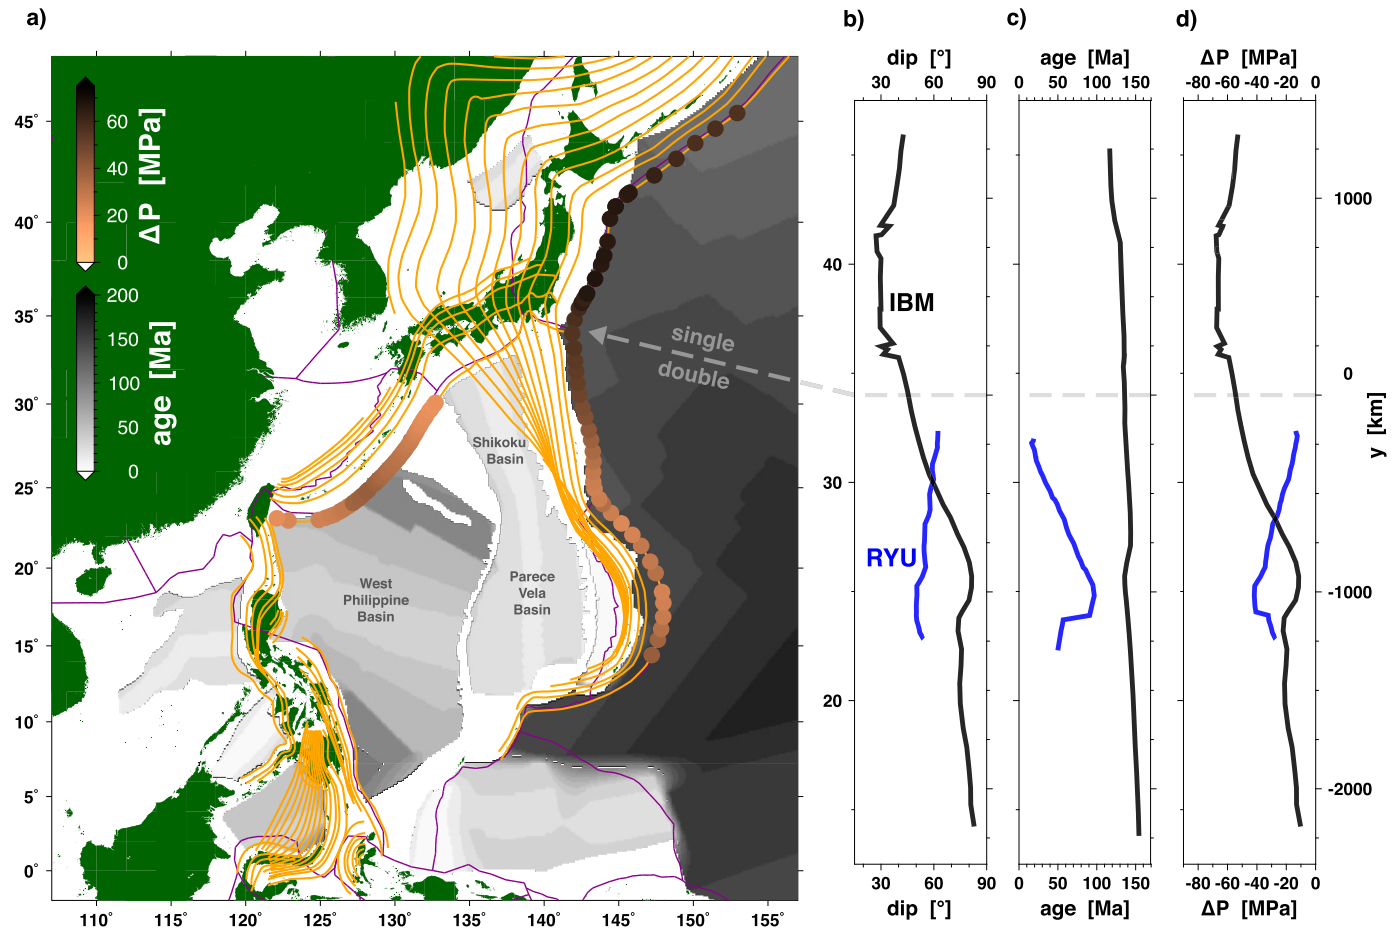 a)
b)
c)
d)
dip [°]
age [Ma]
ΔP [MPa]
30 60 90
0 50 100 150
-80 -60 -40 -20 0
45°
40°
35°
30°
25°
20°
15°
10°
5°
0°
60
40
20
0
ΔP [MPa]
200
150
100
50
0
age [Ma]
single
double
Shikoku
Basin
West
Philippine
Basin
Parece
Vela
Basin
110° 115° 120° 125° 130° 135° 140° 145° 150° 155°
40
30
20
IBM
RYU
1000
0
-1000
-2000
y [km]
30 60 90
0 50 100 150
-80 -60 -40 -20 0
dip [°]
age [Ma]
ΔP [MPa]